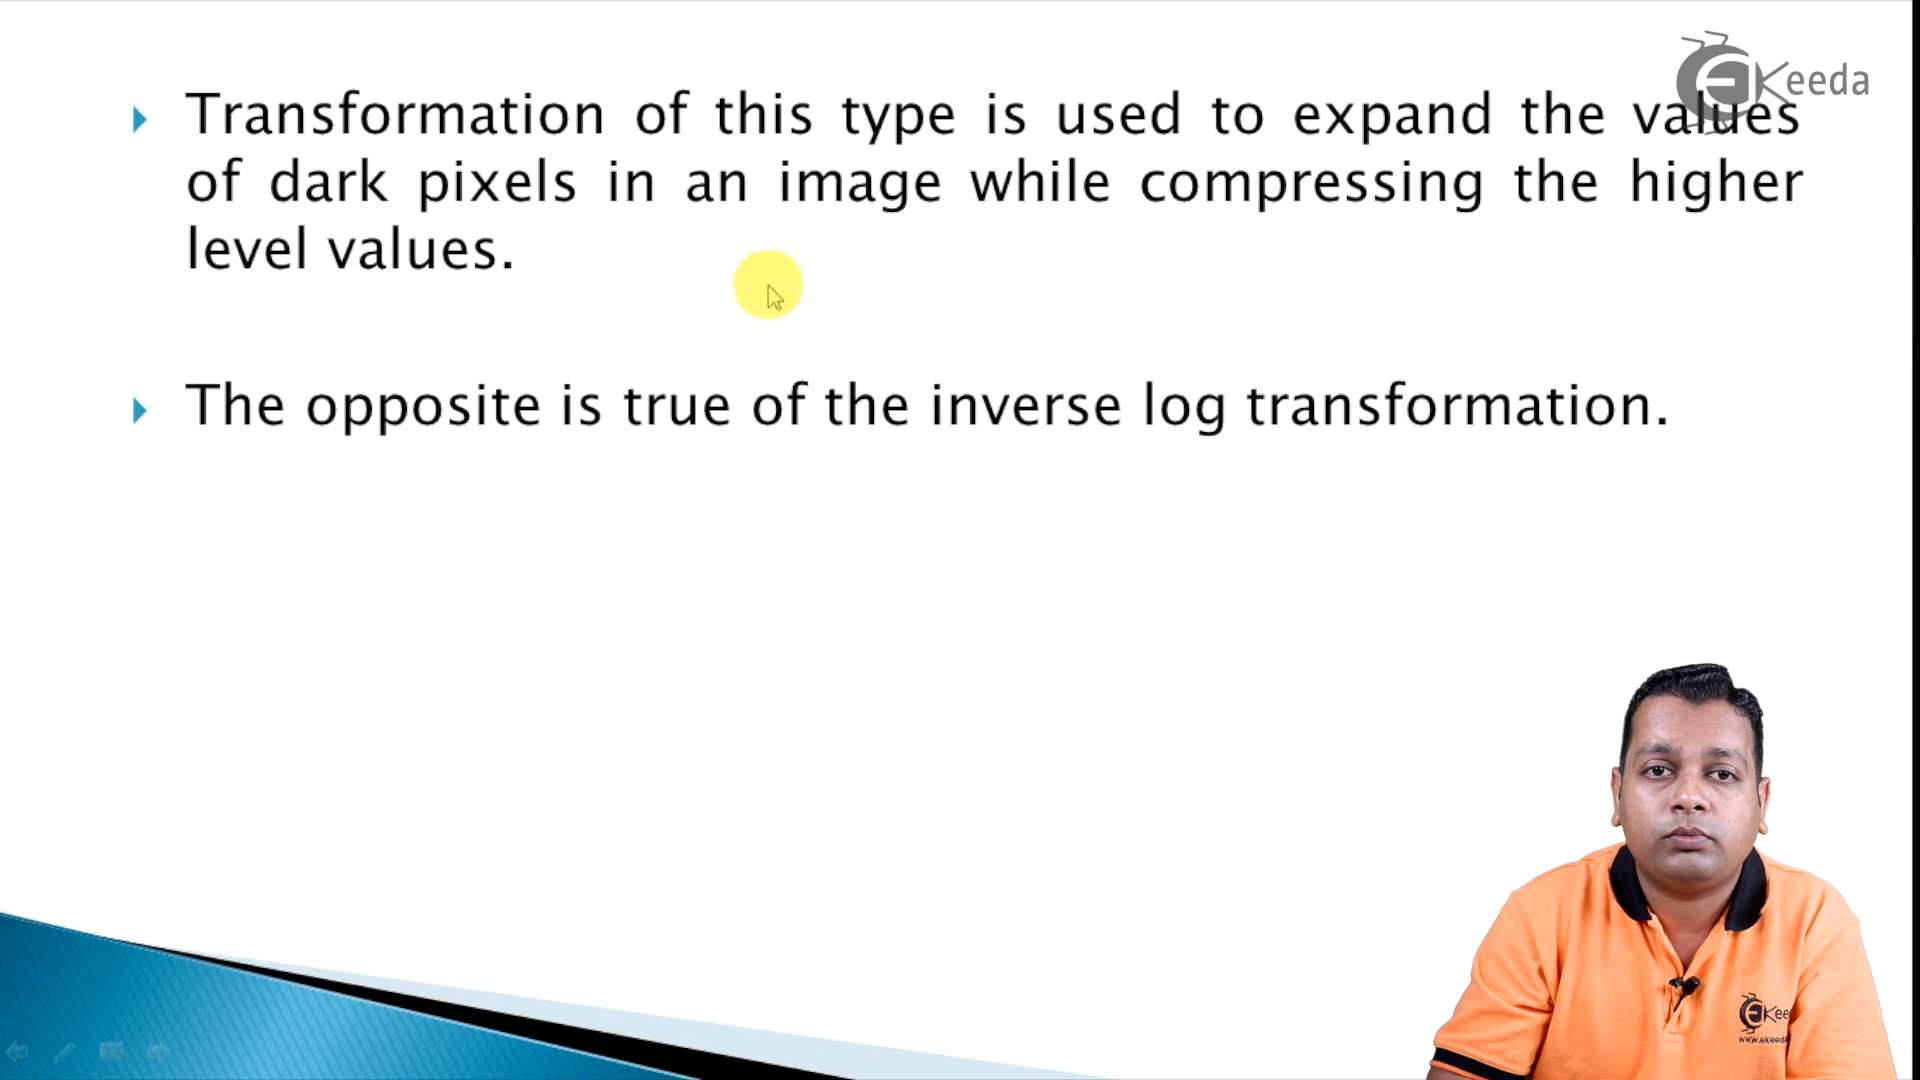 Keeda
Transformation of this type is used to expand the values
of dark pixels in an image while compressing the higher
level values.
The opposite is true of the inverse log transformation.